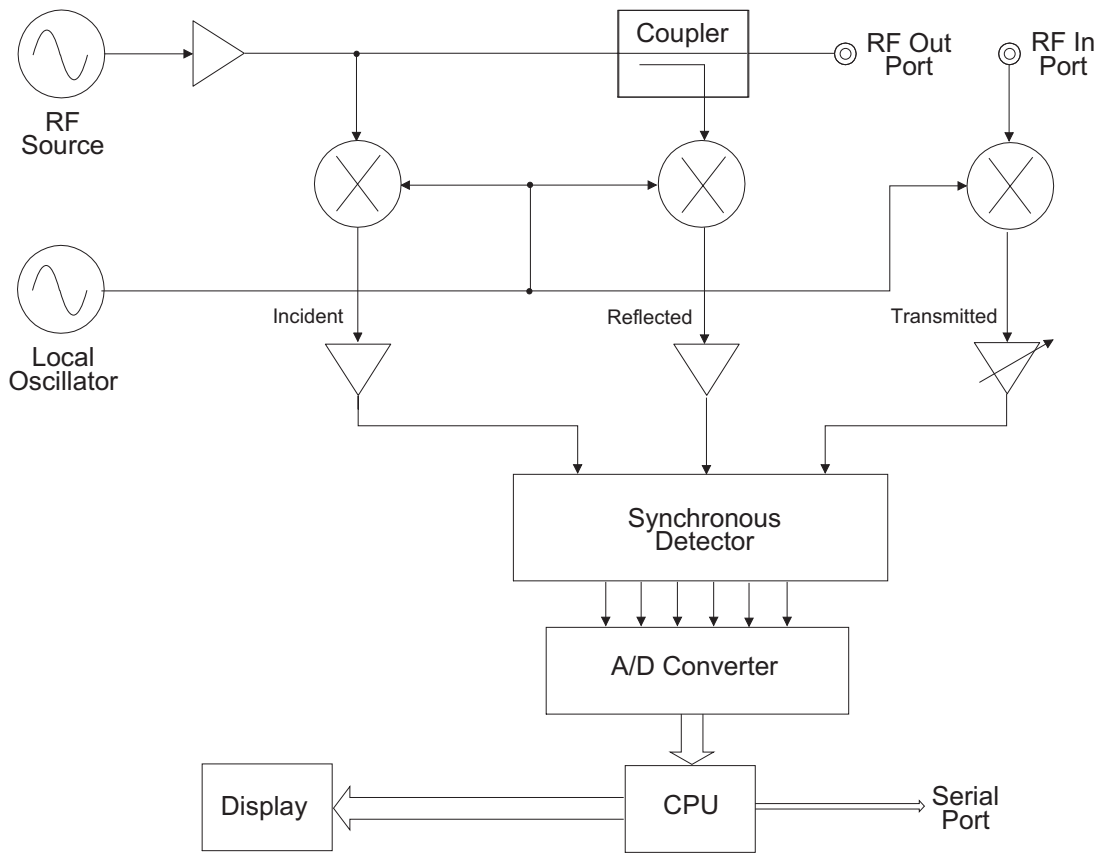 Coupler
RF Out
Port
RF In
Port
RF
Source
Incident
Reflected
Transmitted
Local
Oscillator
Synchronous
Detector
A/D Converter
Display
CPU
Serial
Port